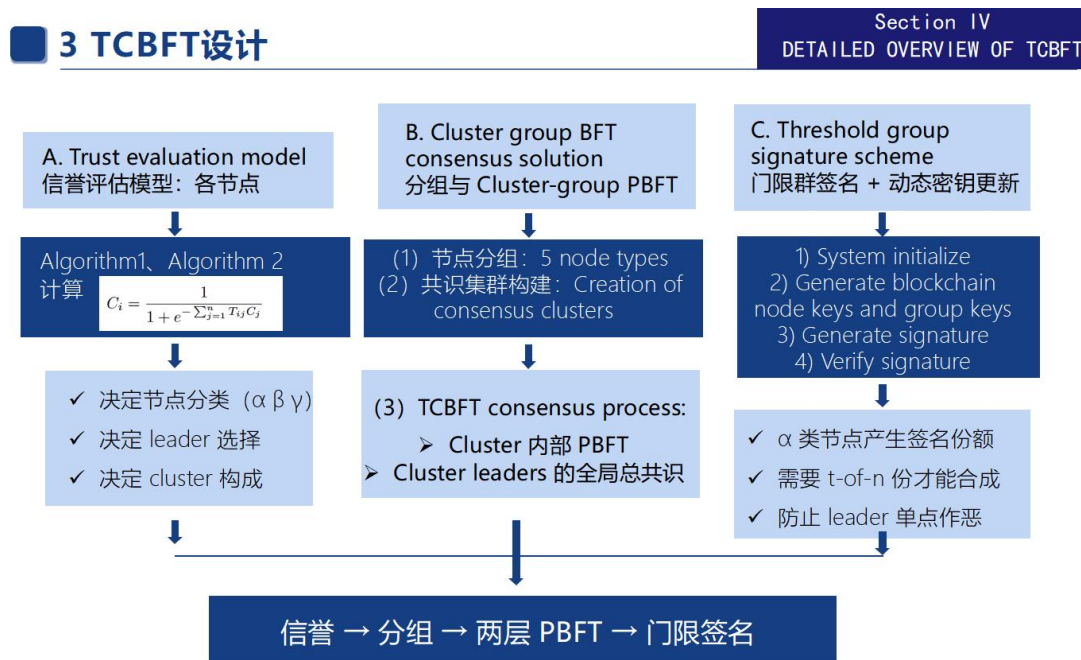 3 TCBFT设计
Section IV
DETAILED OVERVIEW OF TCBFT
A. Trust evaluation model
信誉评估模型：各节点
Algorithm1、Algorithm 2
计算
C_i = \frac{1}{1 + e^{-\sum_{j=1}^{n} T_{ij} C_j}}
✓ 决定节点分类（α β γ）
✓ 决定 leader 选择
✓ 决定 cluster 构成
B. Cluster group BFT
consensus solution
分组与 Cluster-group PBFT
（1）节点分组：5 node types
（2）共识集群构建：Creation of
consensus clusters
（3）TCBFT consensus process:
➢ Cluster 内部 PBFT
➢ Cluster leaders 的全局总共识
C. Threshold group
signature scheme
门限群签名 + 动态密钥更新
1) System initialize
2) Generate blockchain
node keys and group keys
3) Generate signature
4) Verify signature
✓ α 类节点产生签名份额
✓ 需要 t-of-n 份才能合成
✓ 防止 leader 单点作恶
信誉 → 分组 → 两层 PBFT → 门限签名